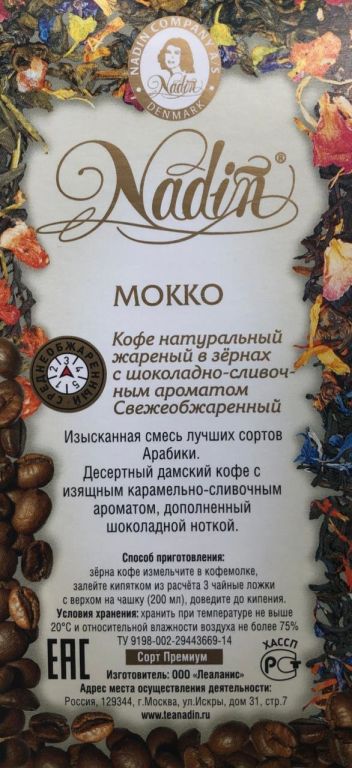 NADIN COMPANY A/S
Nadin
DENMARK
Nadin®
МОККО
Кофе натуральный
жареный в зёрнах
с шоколадно-сливоч-
ным ароматом
Свежеобжаренный
СРЕДНЕОБЖАРЕННЫЙ
1 2 3 4 5 6 7
Изысканная смесь лучших сортов
Арабики.
Десертный дамский кофе с
изящным карамельно-сливочным
ароматом, дополненный
шоколадной ноткой.
Способ приготовления:
зёрна кофе измельчите в кофемолке,
залейте кипятком из расчёта 3 чайные ложки
с верхом на чашку (200 мл), доведите до кипения.
Условия хранения: хранить при температуре не выше
20°С и относительной влажности воздуха не более 75%
ТУ 9198-002-29443669-14
ЕАС
Сорт Премиум
ХАССП
РСТ
Изготовитель: ООО «Леаланис»
Адрес места осуществления деятельности:
Россия, 129344, г.Москва, ул.Искры, дом 31, стр.7
www.teanadin.ru